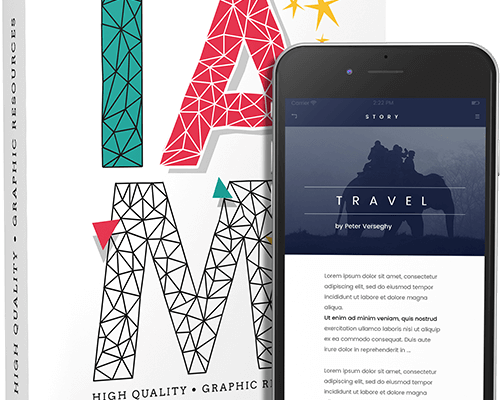 HIGH QUALITY • GRAPHIC RESOURCES
IA
M
HIGH QUALITY • GRAPHIC RE
Carrier
2:33 PM
STORY
TRAVEL
by Peter Verseghy
Lorem ipsum dolor sit amet, consectetur
adipiscing elit, sed do eiusmod tempor
incididunt ut labore et dolore magna
aliqua.
Ut enim ad minim veniam, quis nostrud
exercitation ullamco laboris nisi ut aliquip
ex ea commodo consequat. Duis aute
irure dolor in reprehenderit in ...
Lorem ipsum dolor sit amet, consectetur
adipiscing elit, sed do eiusmod tempor
incididunt ut labore et dolore magna